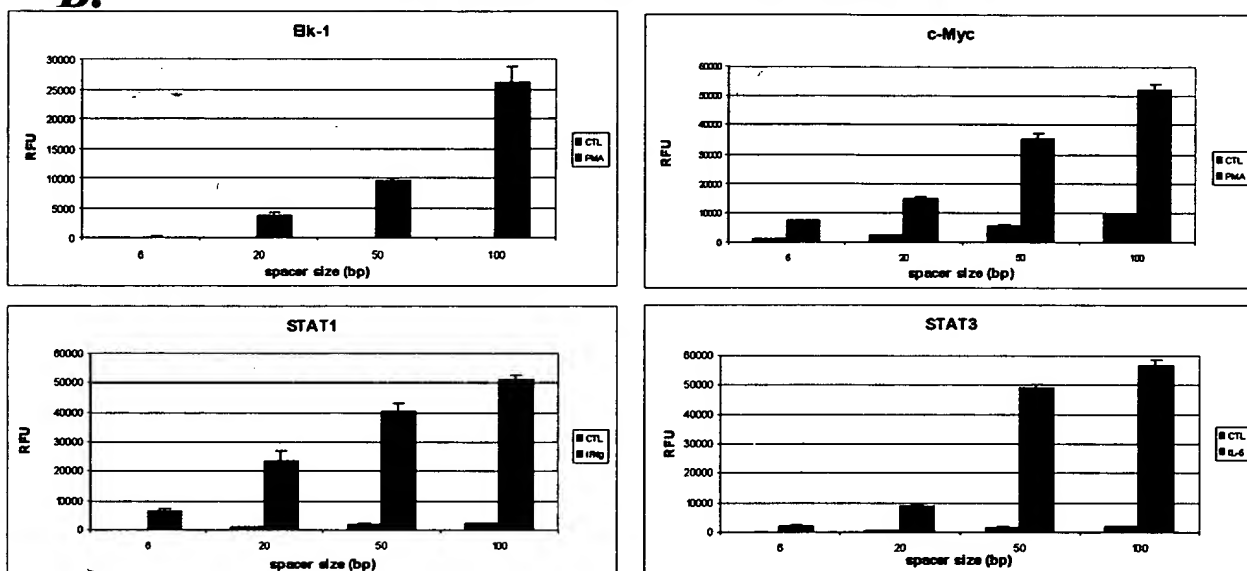 B.
Elk-1
30000
25000
20000
15000
10000
5000
0
RFU
6 20 50 100
spacer size (bp)
CTL
PMA
c-Myc
60000
50000
40000
30000
20000
10000
0
RFU
6 20 50 100
spacer size (bp)
CTL
PMA
STAT1
60000
50000
40000
30000
20000
10000
0
RFU
6 20 50 100
spacer size (bp)
CTL
IFNg
STAT3
60000
50000
40000
30000
20000
10000
0
RFU
6 20 50 100
spacer size (bp)
CTL
IL-6